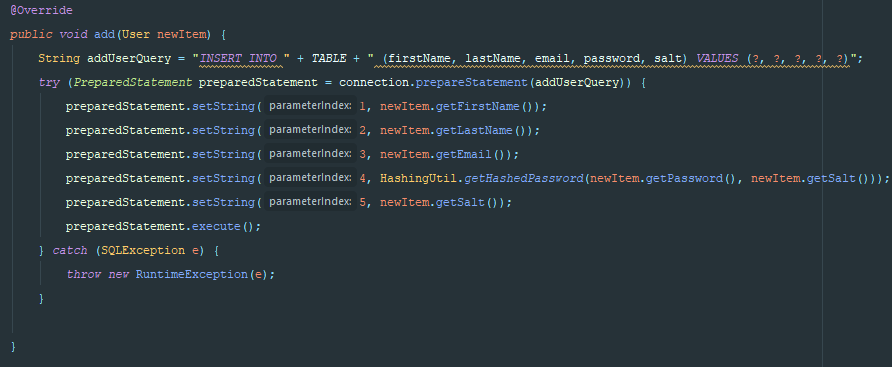 @Override
public void add(User newItem) {
String addUserQuery = "INSERT INTO " + TABLE + " (firstName, lastName, email, password, salt) VALUES (?, ?, ?, ?, ?)";
try (PreparedStatement preparedStatement = connection.prepareStatement(addUserQuery)) {
preparedStatement.setString( parameterIndex: 1, newItem.getFirstName());
preparedStatement.setString( parameterIndex: 2, newItem.getLastName());
preparedStatement.setString( parameterIndex: 3, newItem.getEmail());
preparedStatement.setString( parameterIndex: 4, HashingUtil.getHashedPassword(newItem.getPassword(), newItem.getSalt()));
preparedStatement.setString( parameterIndex: 5, newItem.getSalt());
preparedStatement.execute();
} catch (SQLException e) {
throw new RuntimeException(e);
}
}